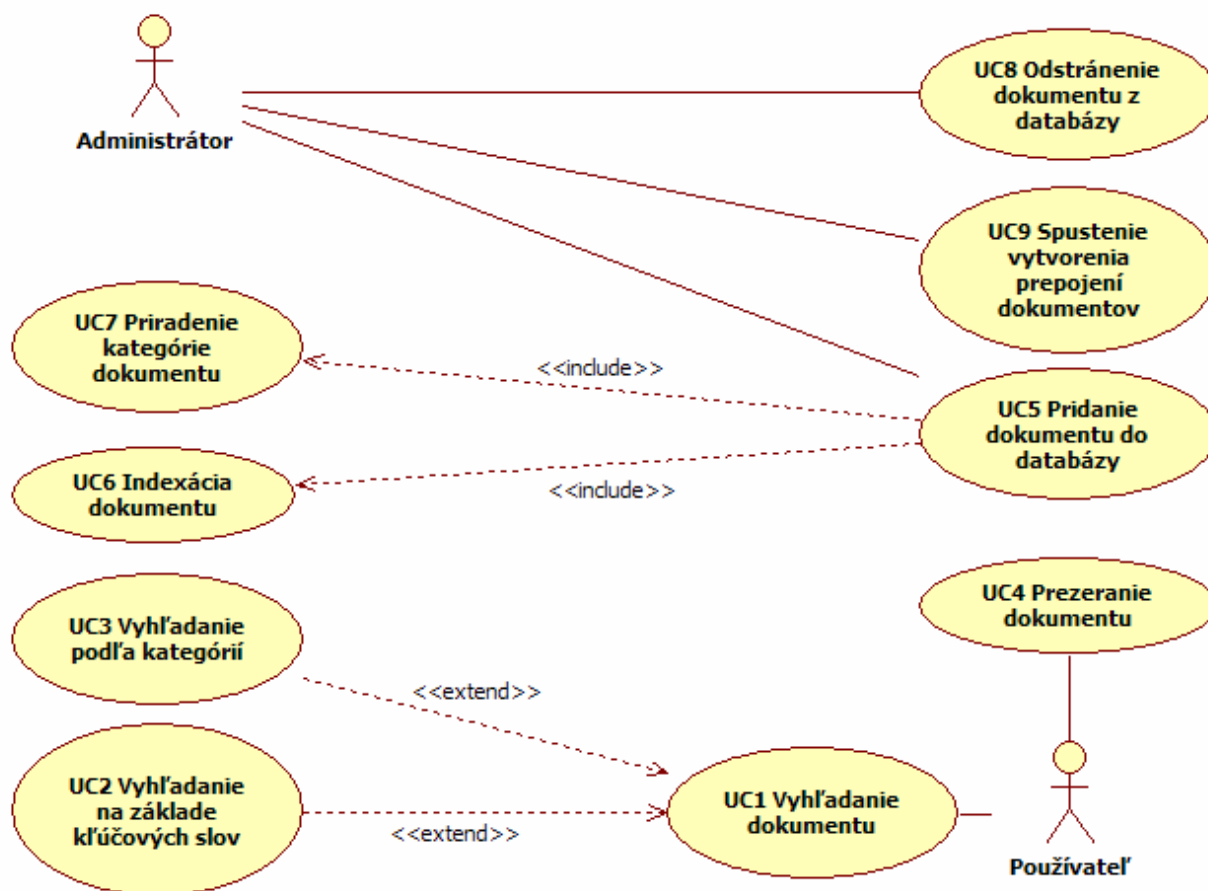 Administrátor
UC8 Odstránenie
dokumentu z
databázy
UC9 Spustenie
vytvorenia
prepojení
dokumentov
UC7 Priradenie
kategórie
dokumentu
<<include>>
UC5 Pridanie
dokumentu do
databázy
UC6 Indexácia
dokumentu
<<include>>
UC4 Prezeranie
dokumentu
UC3 Vyhľadanie
podľa kategórií
<<extend>>
UC2 Vyhľadanie
na základe
kľúčových slov
<<extend>>
UC1 Vyhľadanie
dokumentu
Používateľ